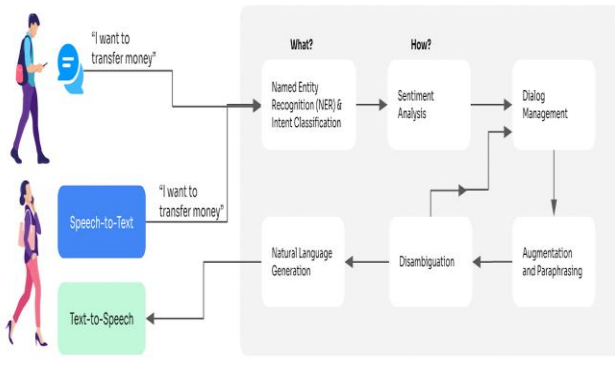 "I want to
transfer money"
What?
How?
Named Entity
Recognition (NER) &
Intent Classification
Sentiment
Analysis
Dialog
Management
Speech-to-Text
"I want to
transfer money"
Natural Language
Generation
Disambiguation
Augmentation
and Paraphrasing
Text-to-Speech